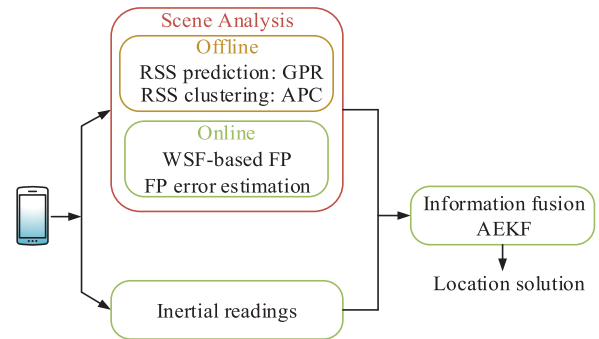 Scene Analysis
Offline
RSS prediction: GPR
RSS clustering: APC
Online
WSF-based FP
FP error estimation
Inertial readings
Information fusion
AEKF
Location solution